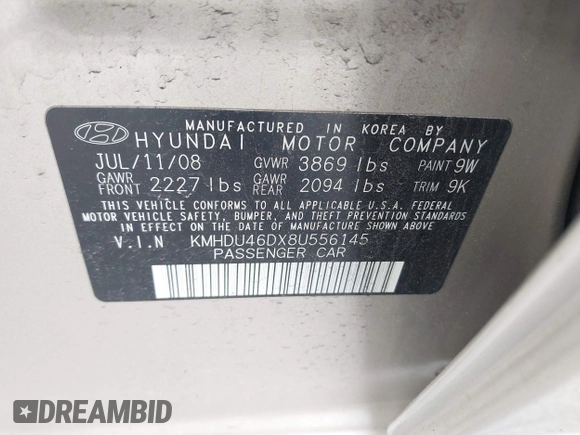 MANUFACTURED IN KOREA BY
HYUNDAI MOTOR COMPANY
JUL/11/08 GVWR 3869 lbs PAINT 9W
GAWR FRONT 2227 lbs GAWR REAR 2094 lbs TRIM 9K
THIS VEHICLE CONFORMS TO ALL APPLICABLE U.S.A. FEDERAL
MOTOR VEHICLE SAFETY, BUMPER, AND THEFT PREVENTION STANDARDS
IN EFFECT ON THE DATE OF MANUFACTURE SHOWN ABOVE
V.I.N KMHDU46DX8U556145
PASSENGER CAR
DREAMBID